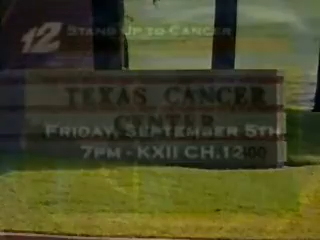 12 STAND UP TO CANCER
TEXAS CANCER
CENTER
FRIDAY, SEPTEMBER 5TH
7PM - KXII CH.12